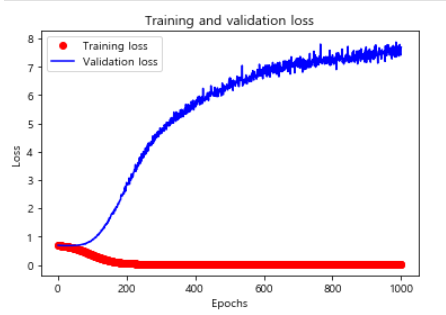 Training and validation loss
Training loss
Validation loss
8
7
6
5
4
3
2
1
0
Loss
0 200 400 600 800 1000
Epochs